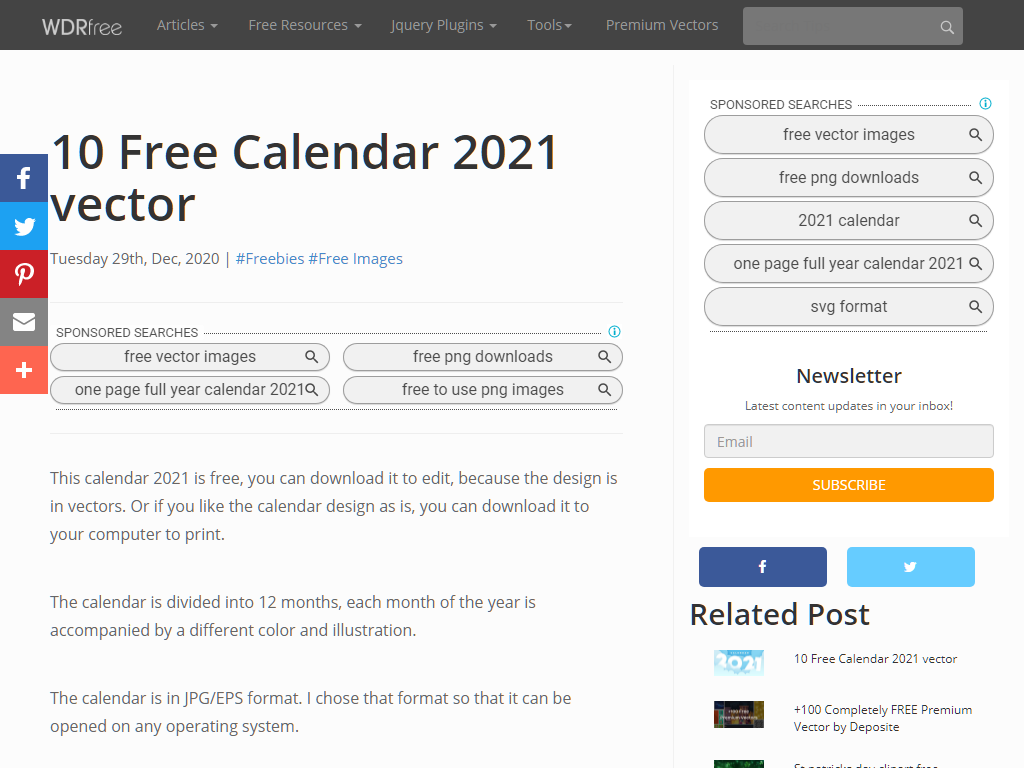 WDRfree Articles Free Resources Jquery Plugins Tools Premium Vectors
10 Free Calendar 2021
vector
Tuesday 29th, Dec, 2020 | #Freebies #Free Images
SPONSORED SEARCHES
free vector images
free png downloads
one page full year calendar 2021
free to use png images
This calendar 2021 is free, you can download it to edit, because the design is
in vectors. Or if you like the calendar design as is, you can download it to
your computer to print.
The calendar is divided into 12 months, each month of the year is
accompanied by a different color and illustration.
The calendar is in JPG/EPS format. I chose that format so that it can be
opened on any operating system.
SPONSORED SEARCHES
free vector images
free png downloads
2021 calendar
one page full year calendar 2021
svg format
Newsletter
Latest content updates in your inbox!
Email
SUBSCRIBE
Related Post
2021
10 Free Calendar 2021 vector
+100 Completely FREE Premium
Vector by Deposite